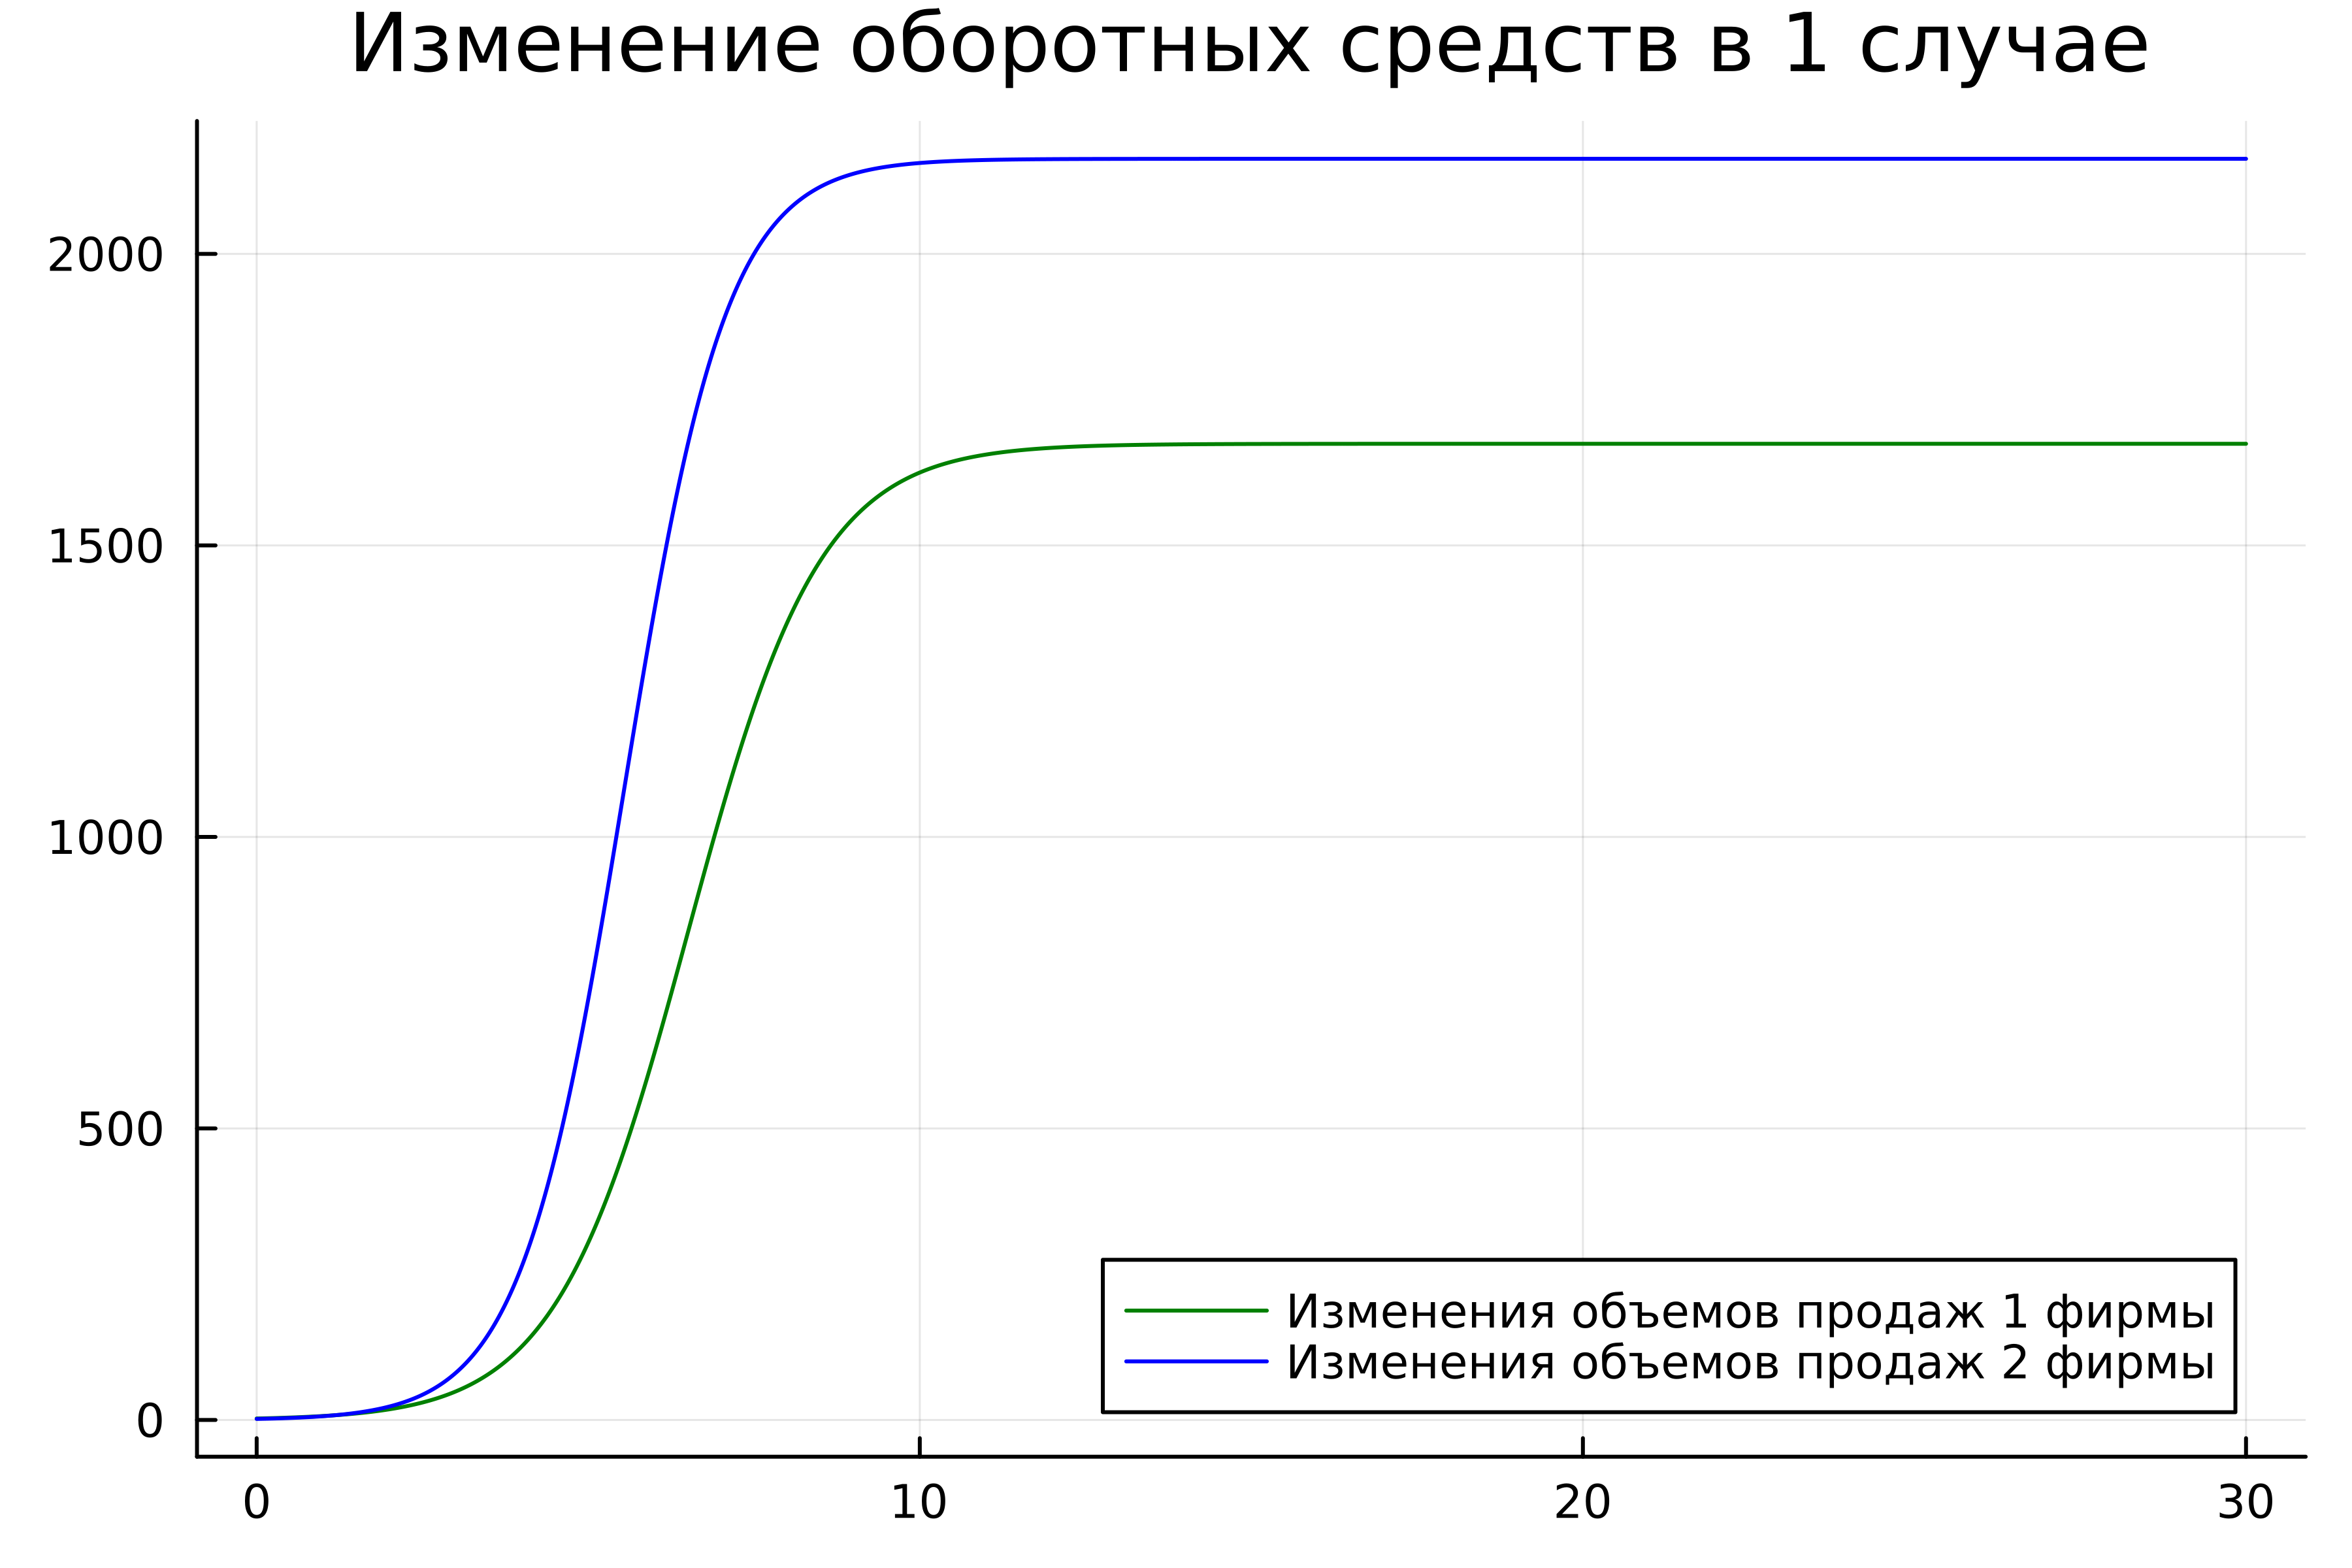 Изменение оборотных средств в 1 случае
2000
1500
1000
500
0
Изменения объемов продаж 1 фирмы
Изменения объемов продаж 2 фирмы
0 10 20 30